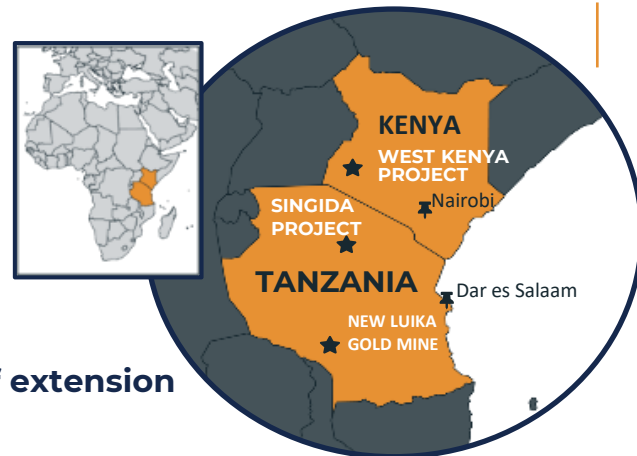 KENYA
WEST KENYA
PROJECT
Nairobi
SINGIDA
PROJECT
TANZANIA
Dar es Salaam
NEW LUIKA
GOLD MINE
extension